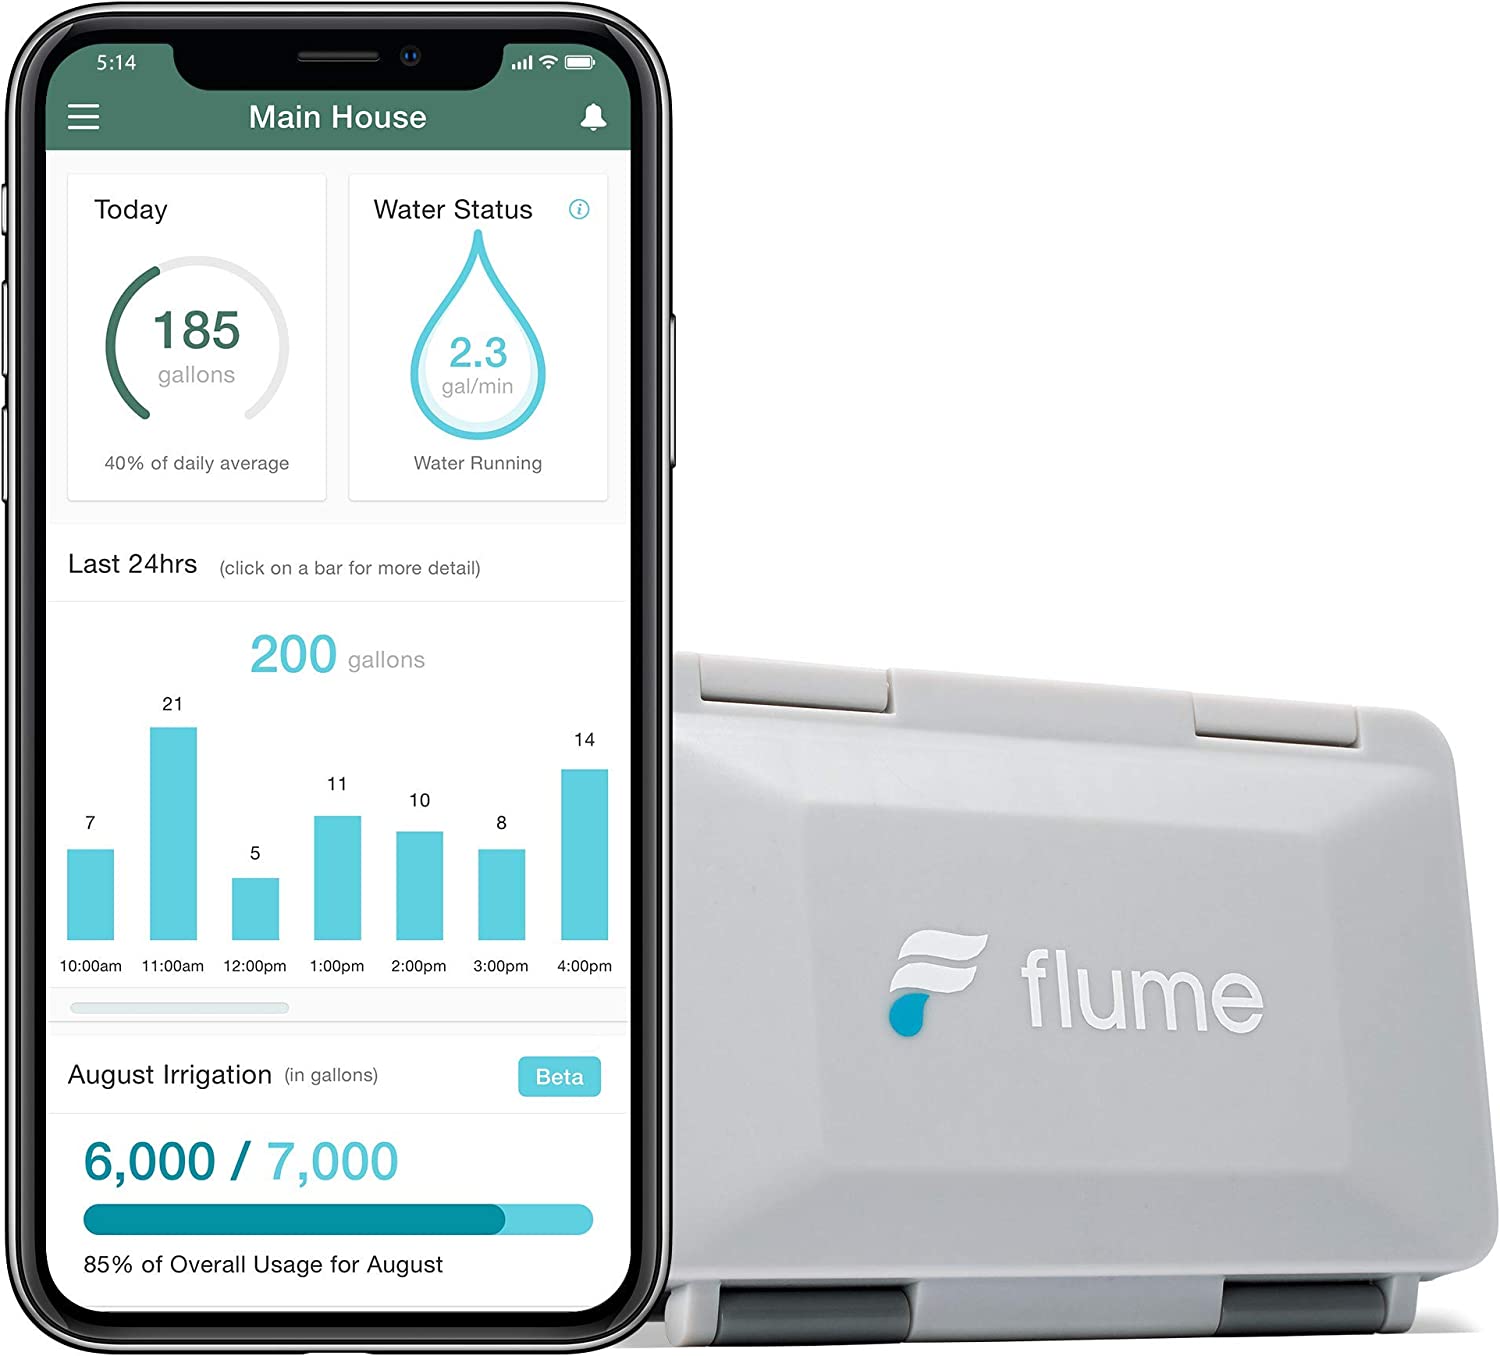 5:14
Main House
Today
Water Status
i
185
gallons
2.3
gal/min
40% of daily average
Water Running
Last 24hrs (click on a bar for more detail)
200 gallons
7
21
5
11
10
8
14
10:00am 11:00am 12:00pm 1:00pm 2:00pm 3:00pm 4:00pm
August Irrigation (in gallons) Beta
6,000 / 7,000
85% of Overall Usage for August
flume